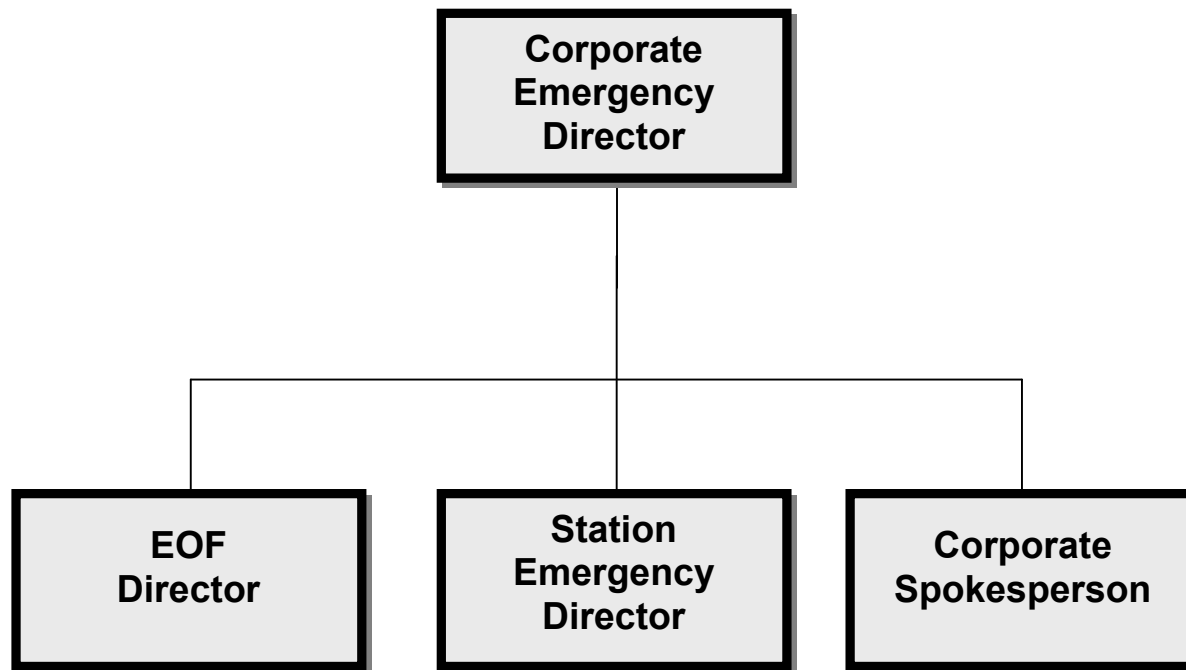 Corporate
Emergency
Director
EOF
Director
Station
Emergency
Director
Corporate
Spokesperson